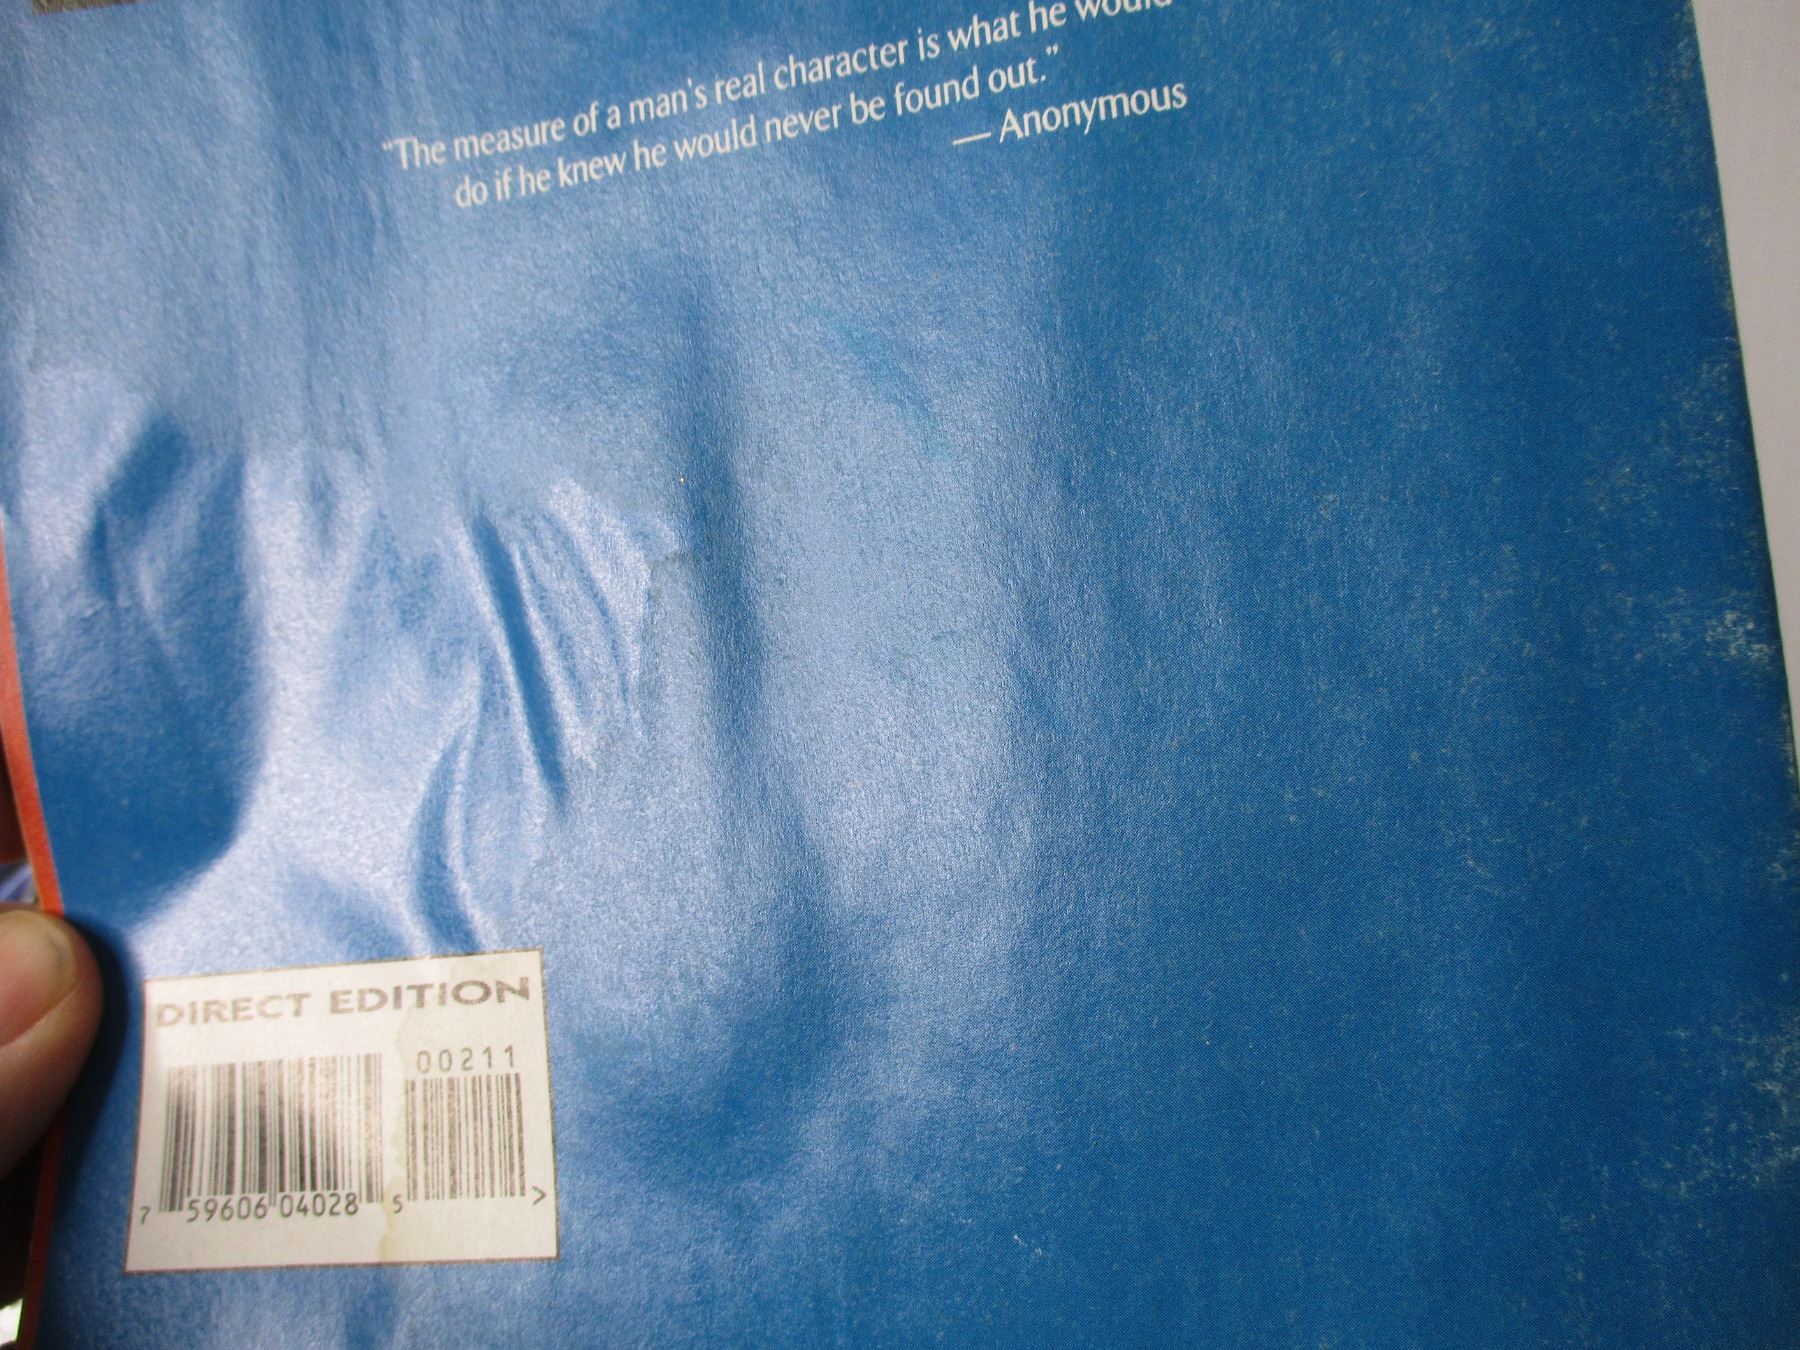 “The measure of a man's real character is what he would
do if he knew he would never be found out.”
— Anonymous
DIRECT EDITION
00211
7 59606 04028 5 >